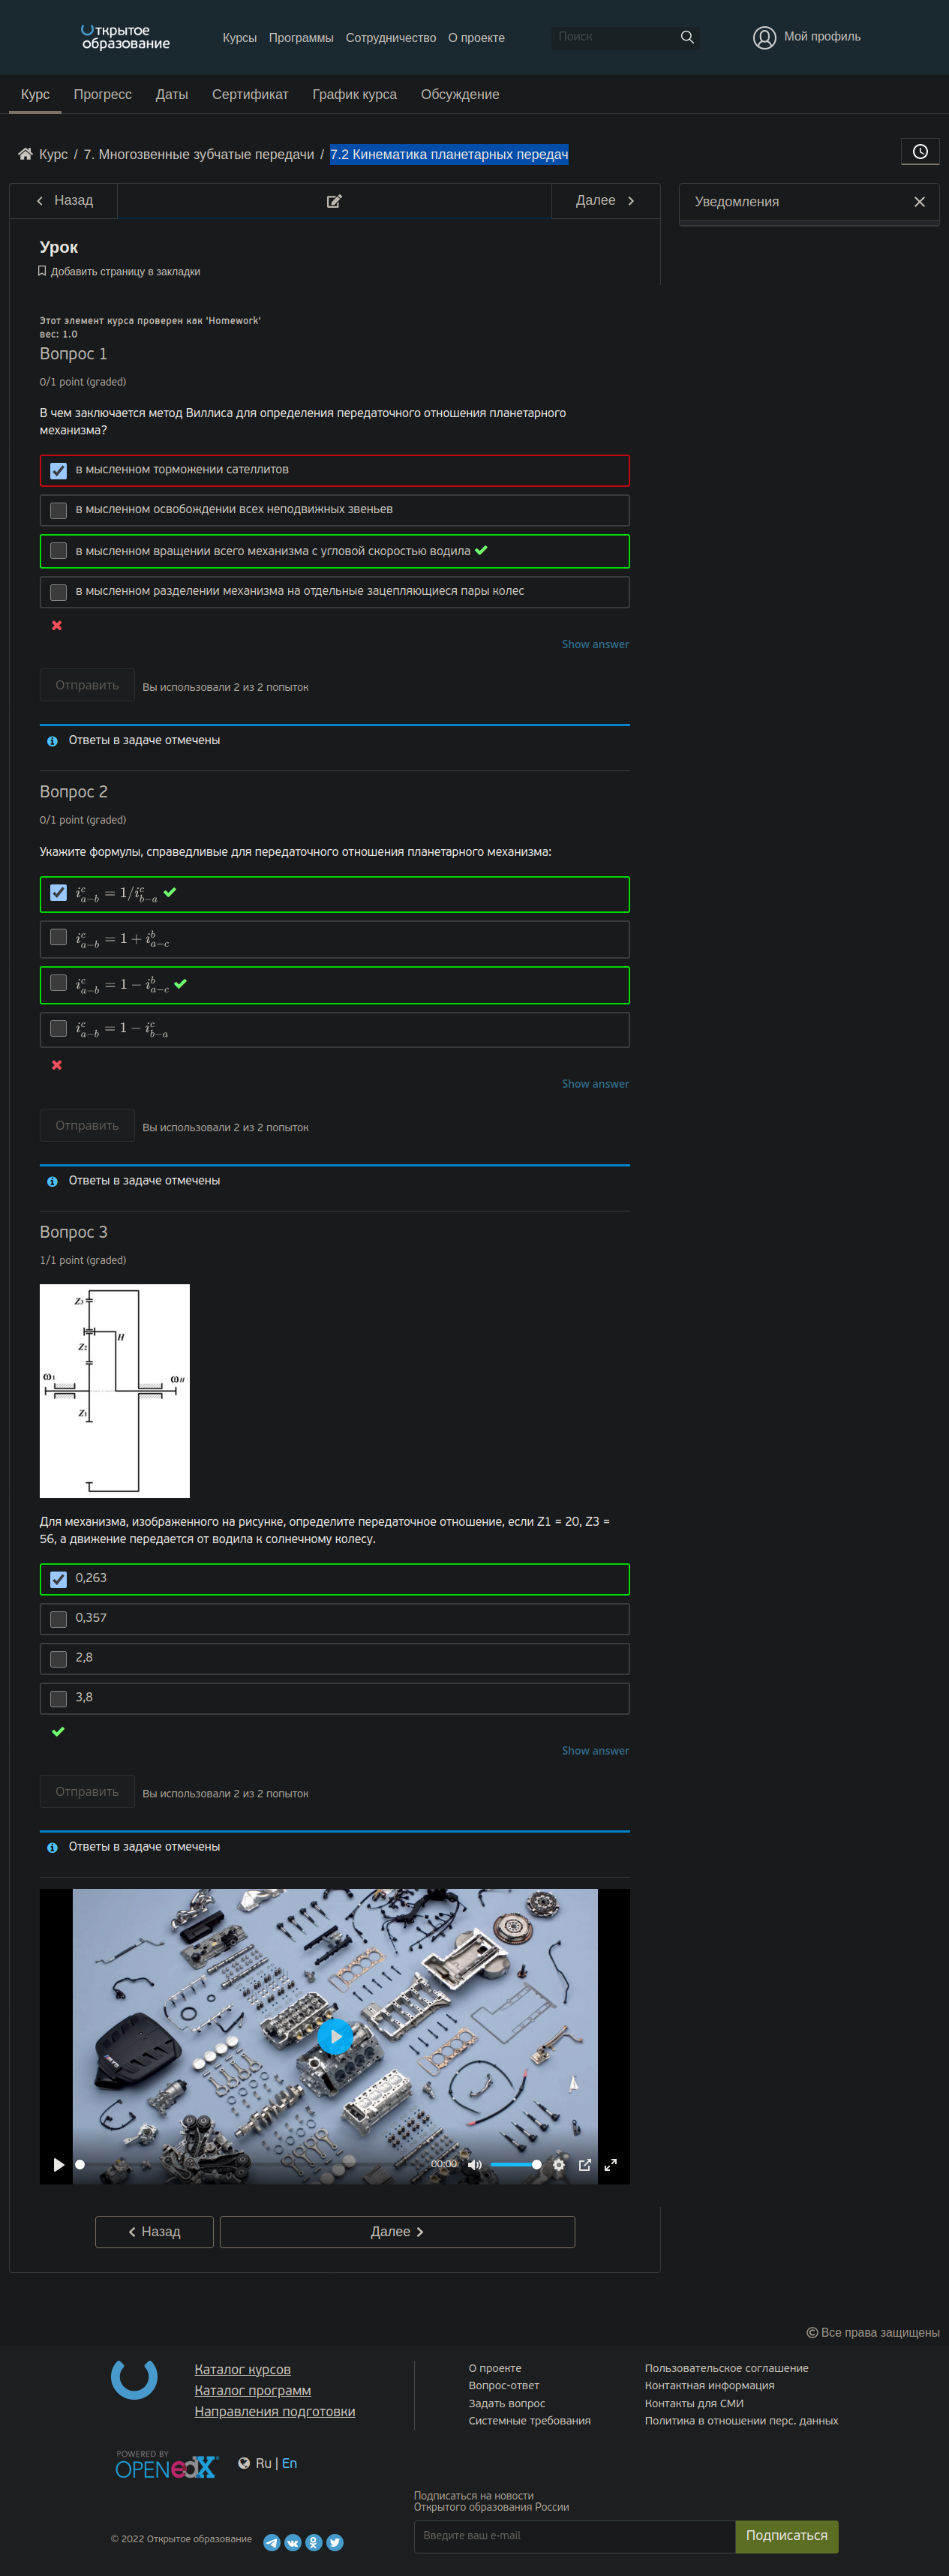 Открытое
образование
Курсы Программы Сотрудничество О проекте
Поиск
Мой профиль
Курс Прогресс Даты Сертификат График курса Обсуждение
Курс / 7. Многозвенные зубчатые передачи / 7.2 Кинематика планетарных передач
Назад
Далее
Уведомления
Урок
Добавить страницу в закладки
Этот элемент курса проверен как 'Homework'
вес: 1.0
Вопрос 1
0/1 point (graded)
В чем заключается метод Виллиса для определения передаточного отношения планетарного
механизма?
в мысленном торможении сателлитов
в мысленном освобождении всех неподвижных звеньев
в мысленном вращении всего механизма с угловой скоростью водила
в мысленном разделении механизма на отдельные зацепляющиеся пары колес
Show answer
Отправить
Вы использовали 2 из 2 попыток
Ответы в задаче отмечены
Вопрос 2
0/1 point (graded)
Укажите формулы, справедливые для передаточного отношения планетарного механизма:
i^c_{a−b} = 1/i^c_{b−a}
i^c_{a−b} = 1 + i^b_{a−c}
i^c_{a−b} = 1 − i^b_{a−c}
i^c_{a−b} = 1 − i^c_{b−a}
Show answer
Отправить
Вы использовали 2 из 2 попыток
Ответы в задаче отмечены
Вопрос 3
1/1 point (graded)
Z3
H
Z2
ω1
ωH
Z1
Для механизма, изображенного на рисунке, определите передаточное отношение, если Z1 = 20, Z3 =
56, а движение передается от водила к солнечному колесу.
0,263
0,357
2,8
3,8
Show answer
Отправить
Вы использовали 2 из 2 попыток
Ответы в задаче отмечены
00:00
Назад
Далее
© Все права защищены
Каталог курсов
Каталог программ
Направления подготовки
О проекте
Вопрос-ответ
Задать вопрос
Системные требования
Пользовательское соглашение
Контактная информация
Контакты для СМИ
Политика в отношении перс. данных
POWERED BY
OPEN edX
Ru | En
Подписаться на новости
Открытого образования России
© 2022 Открытое образование
Введите ваш e-mail
Подписаться